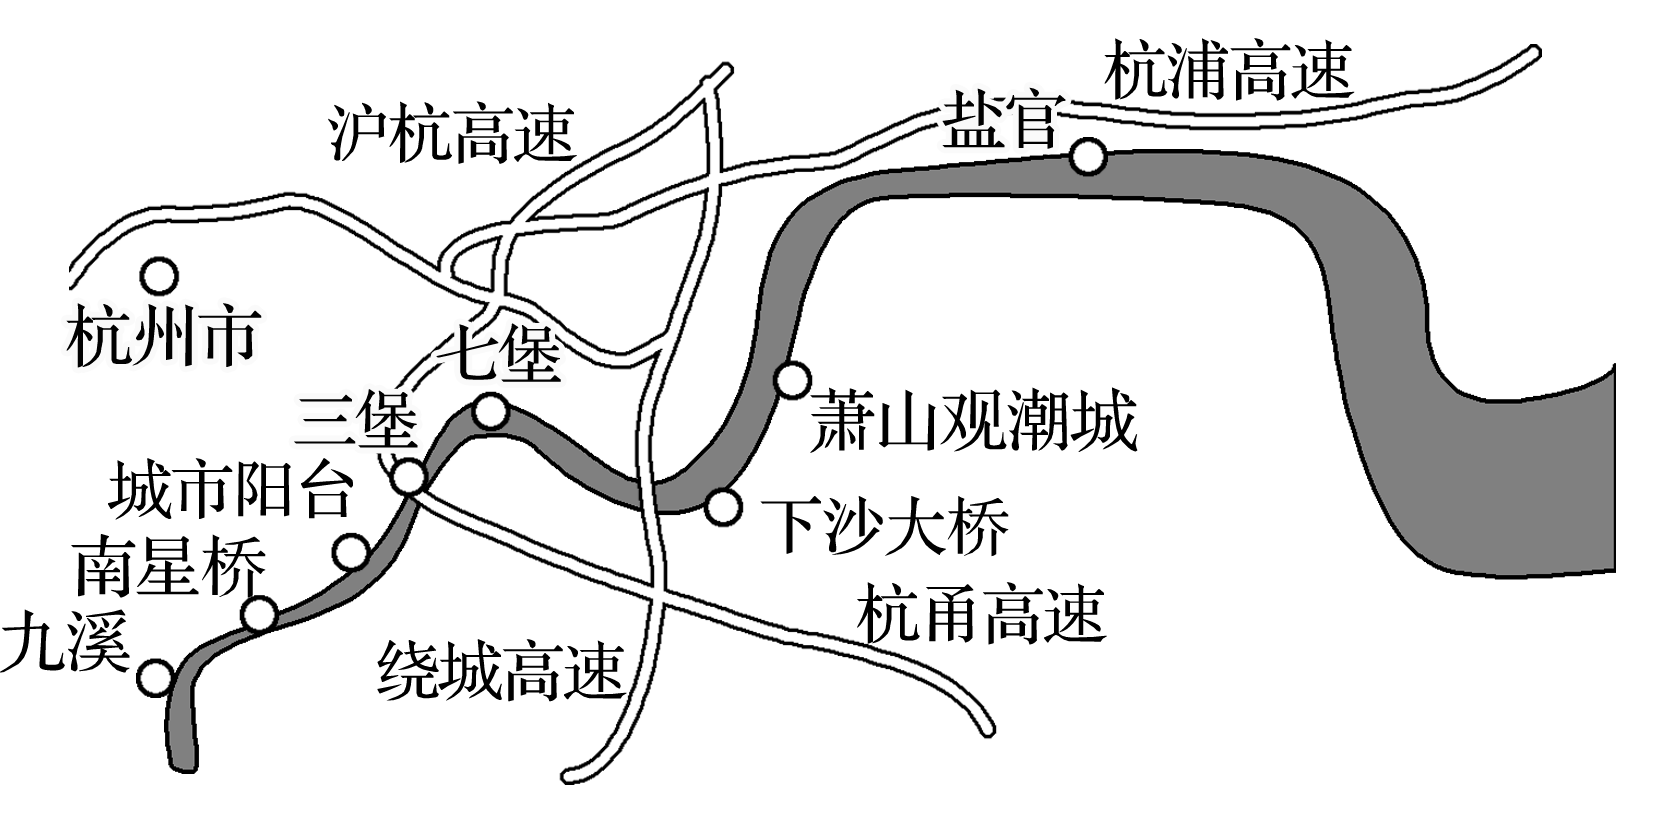 杭浦高速
盐官
沪杭高速
杭州市
七堡
三堡
萧山观潮城
城市阳台
下沙大桥
南星桥
杭甬高速
九溪
绕城高速